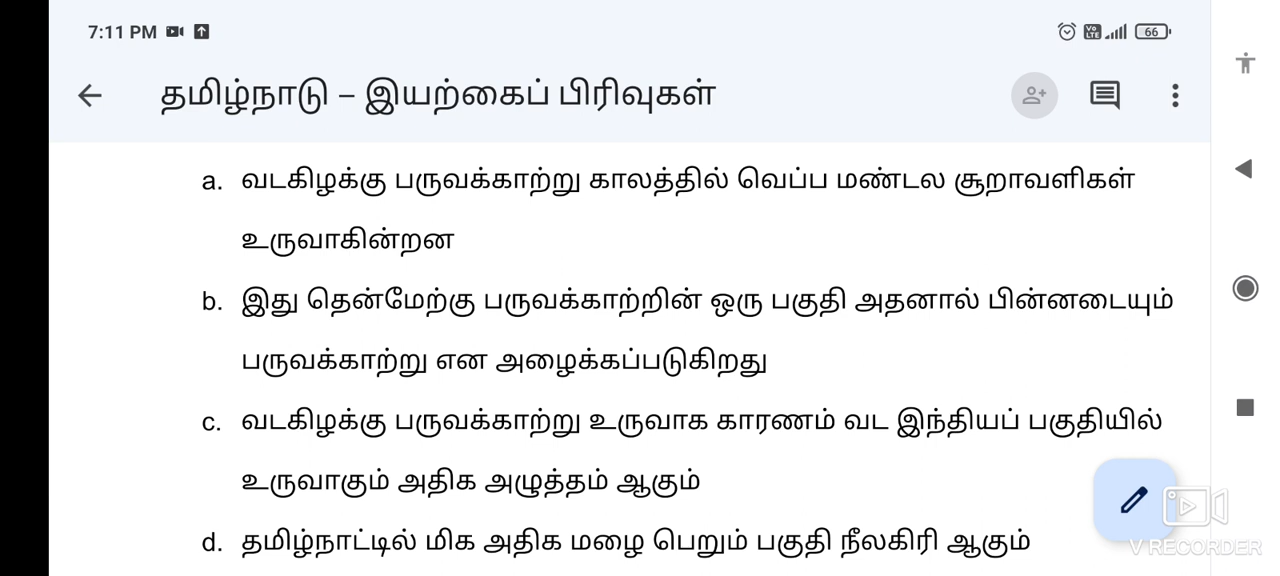 7:11 PM 66
தமிழ்நாடு – இயற்கைப் பிரிவுகள்
a. வடகிழக்கு பருவக்காற்று காலத்தில் வெப்ப மண்டல சூறாவளிகள்
உருவாகின்றன
b. இது தென்மேற்கு பருவக்காற்றின் ஒரு பகுதி அதனால் பின்னடையும்
பருவக்காற்று என அழைக்கப்படுகிறது
c. வடகிழக்கு பருவக்காற்று உருவாக காரணம் வட இந்தியப் பகுதியில்
உருவாகும் அதிக அழுத்தம் ஆகும்
d. தமிழ்நாட்டில் மிக அதிக மழை பெறும் பகுதி நீலகிரி ஆகும்
V RECORDER